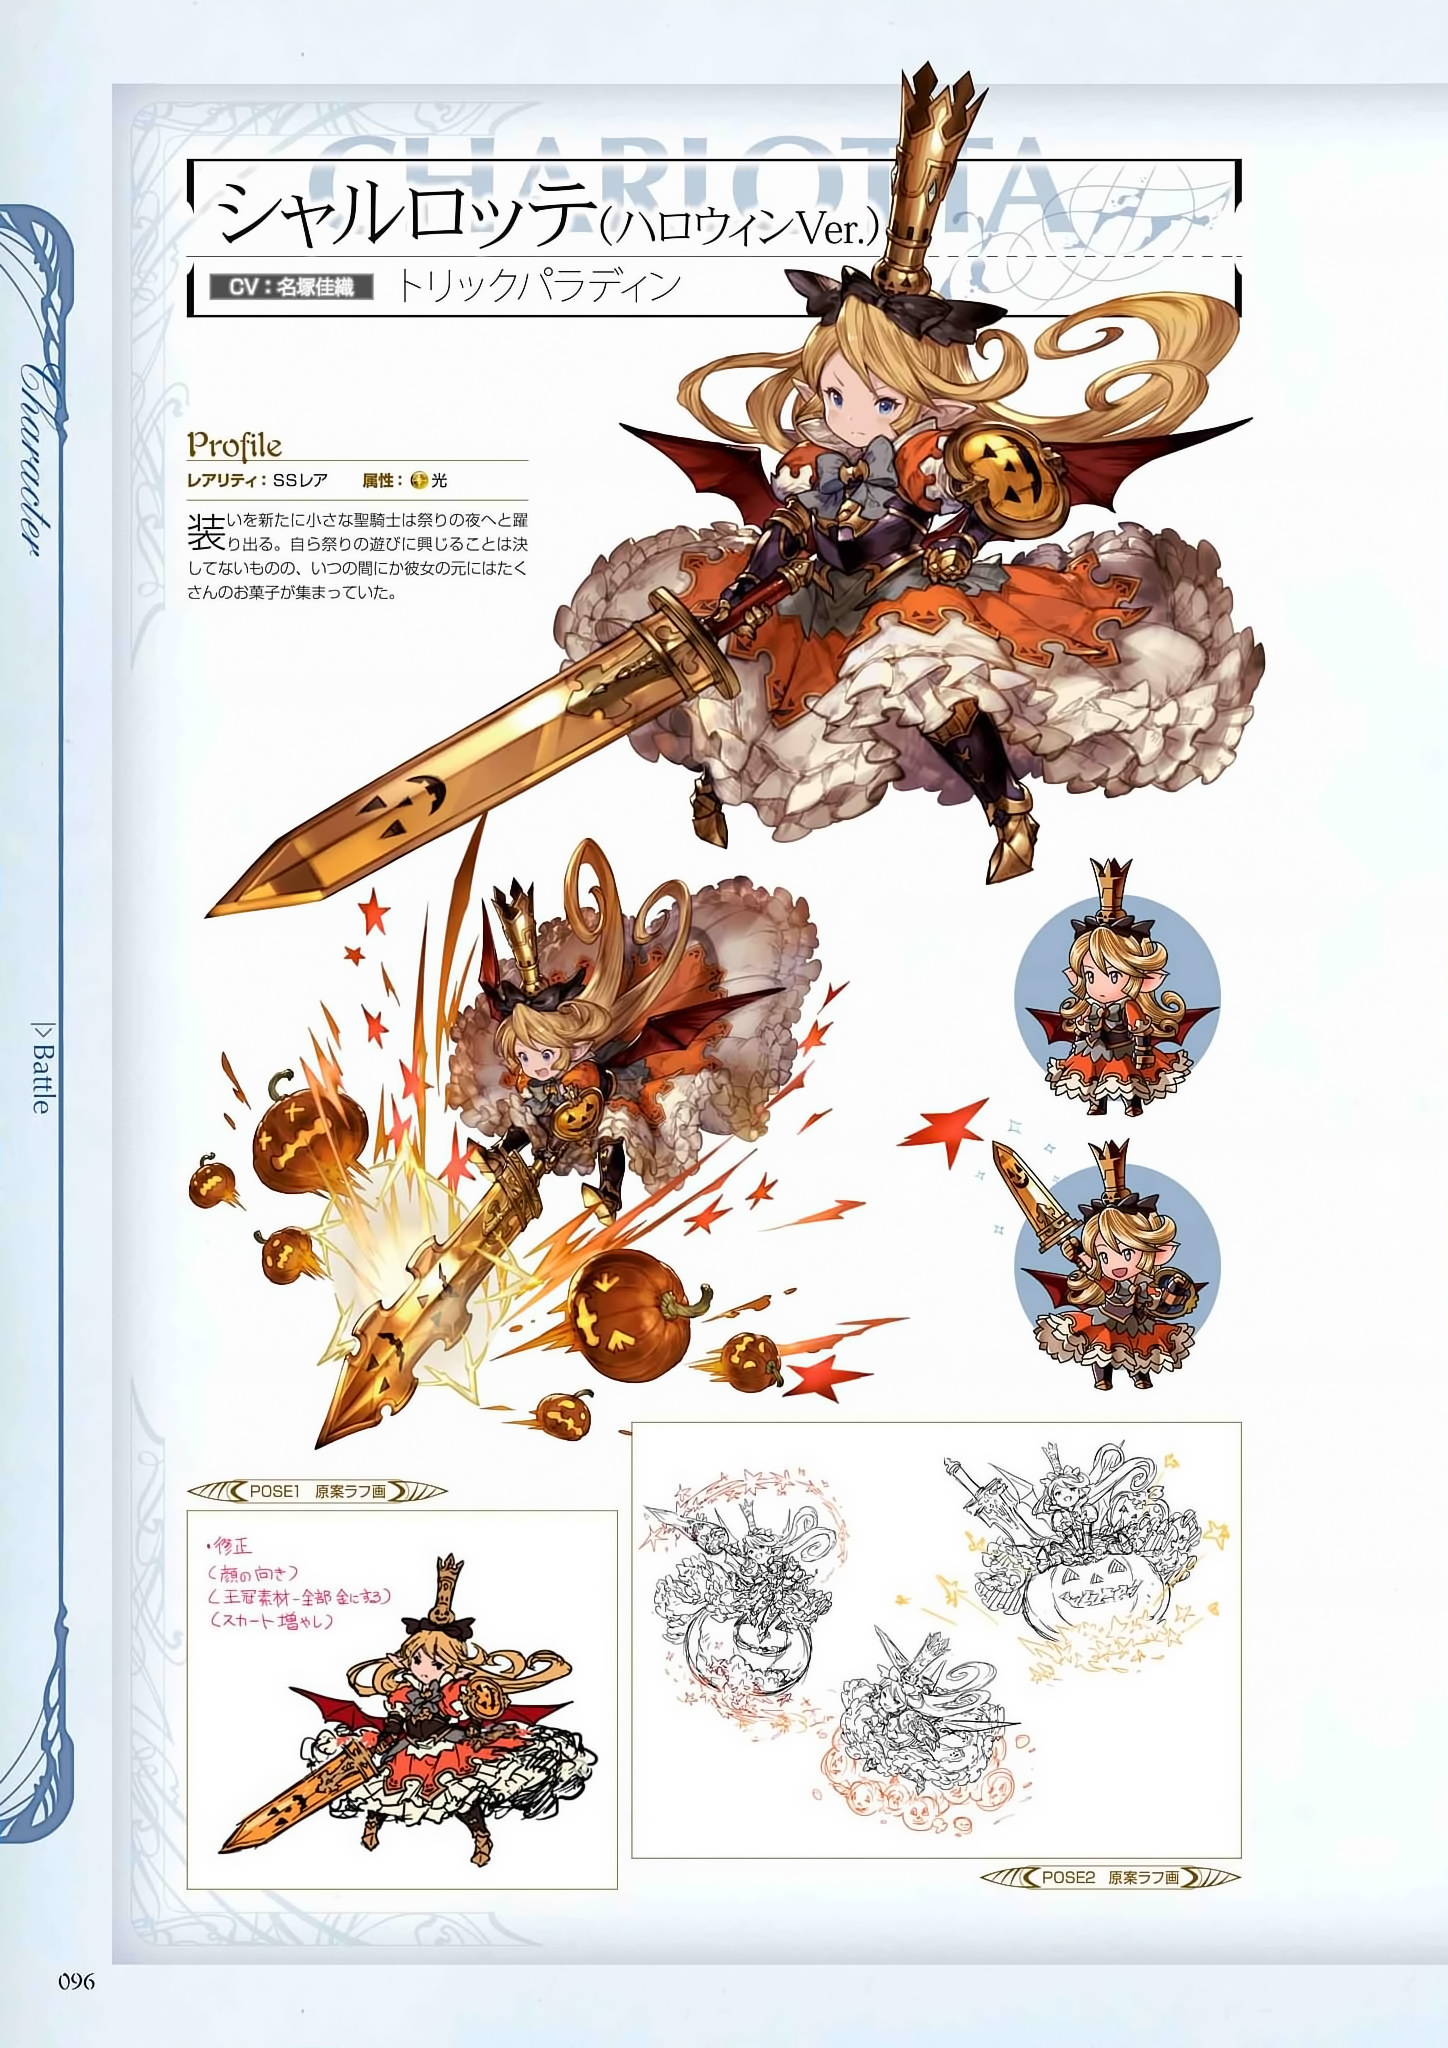 CHARLOTTA
シャルロッテ(ハロウィンVer.)
CV:名塚佳織 トリックパラディン
Character
Profile
レアリティ:SSレア 属性:光
装いを新たに小さな聖騎士は祭りの夜へと躍
り出る。自ら祭りの遊びに興じることは決
してないものの、いつの間にか彼女の元にはたく
さんのお菓子が集まっていた。
▷Battle
POSE1 原案ラフ画
・修正
(顔の向き)
(王冠素材-全部金にする)
(スカート増やし)
POSE2 原案ラフ画
096